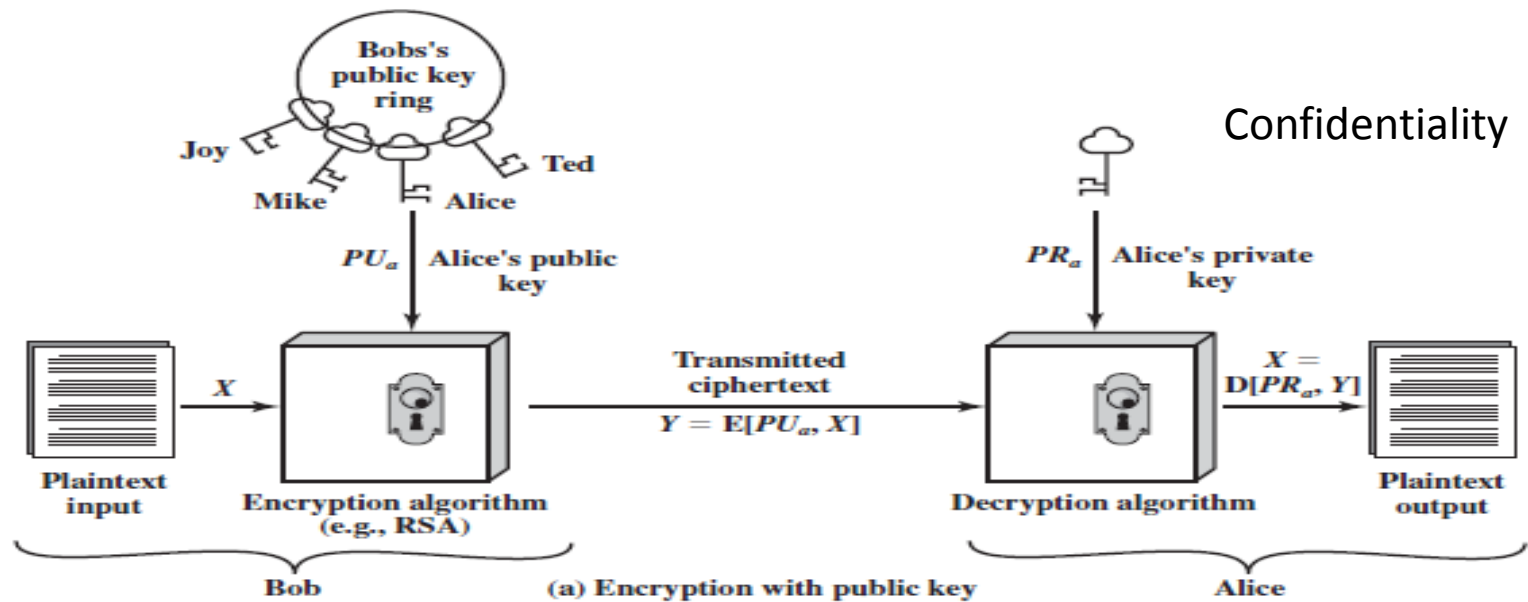 Bobs's
public key
ring
Confidentiality
Joy
Ted
Mike
Alice
PUa
Alice's public
key
PRa
Alice's private
key
X
Transmitted
ciphertext
Y = E[PUa, X]
X =
D[PRa, Y]
Plaintext
input
Encryption algorithm
(e.g., RSA)
Decryption algorithm
Plaintext
output
Bob
(a) Encryption with public key
Alice